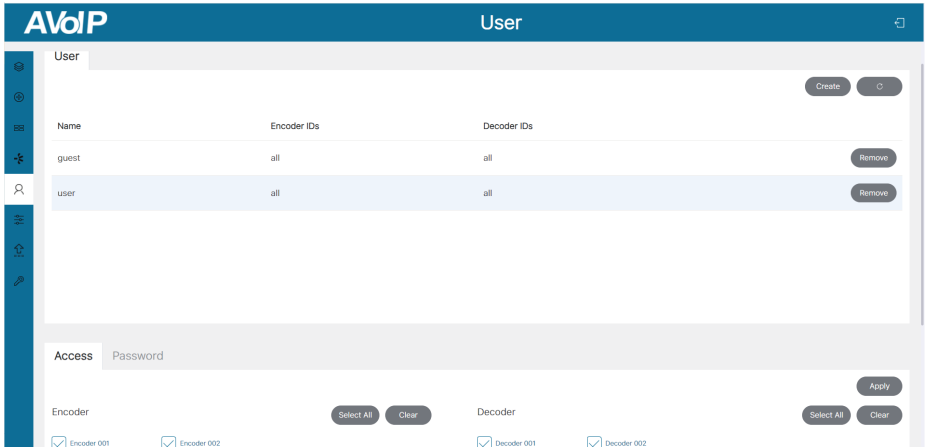 AVoIP
User
User
Create
Name Encoder IDs Decoder IDs
guest all all Remove
user all all Remove
Access Password
Apply
Encoder Select All Clear Decoder Select All Clear
Encoder 001 Encoder 002 Decoder 001 Decoder 002